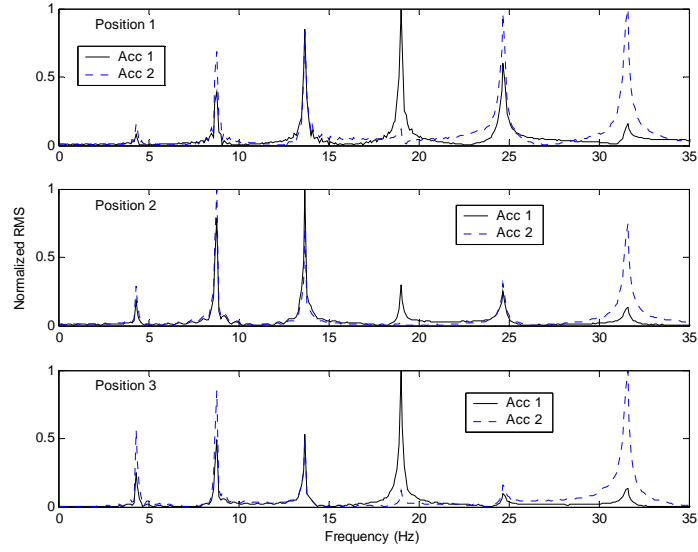 1
Position 1
Acc 1
Acc 2
0.5
0
0 5 10 15 20 25 30 35
1
Position 2
Acc 1
Acc 2
0.5
0
0 5 10 15 20 25 30 35
Normalized RMS
1
Position 3
Acc 1
Acc 2
0.5
0
0 5 10 15 20 25 30 35
Frequency (Hz)